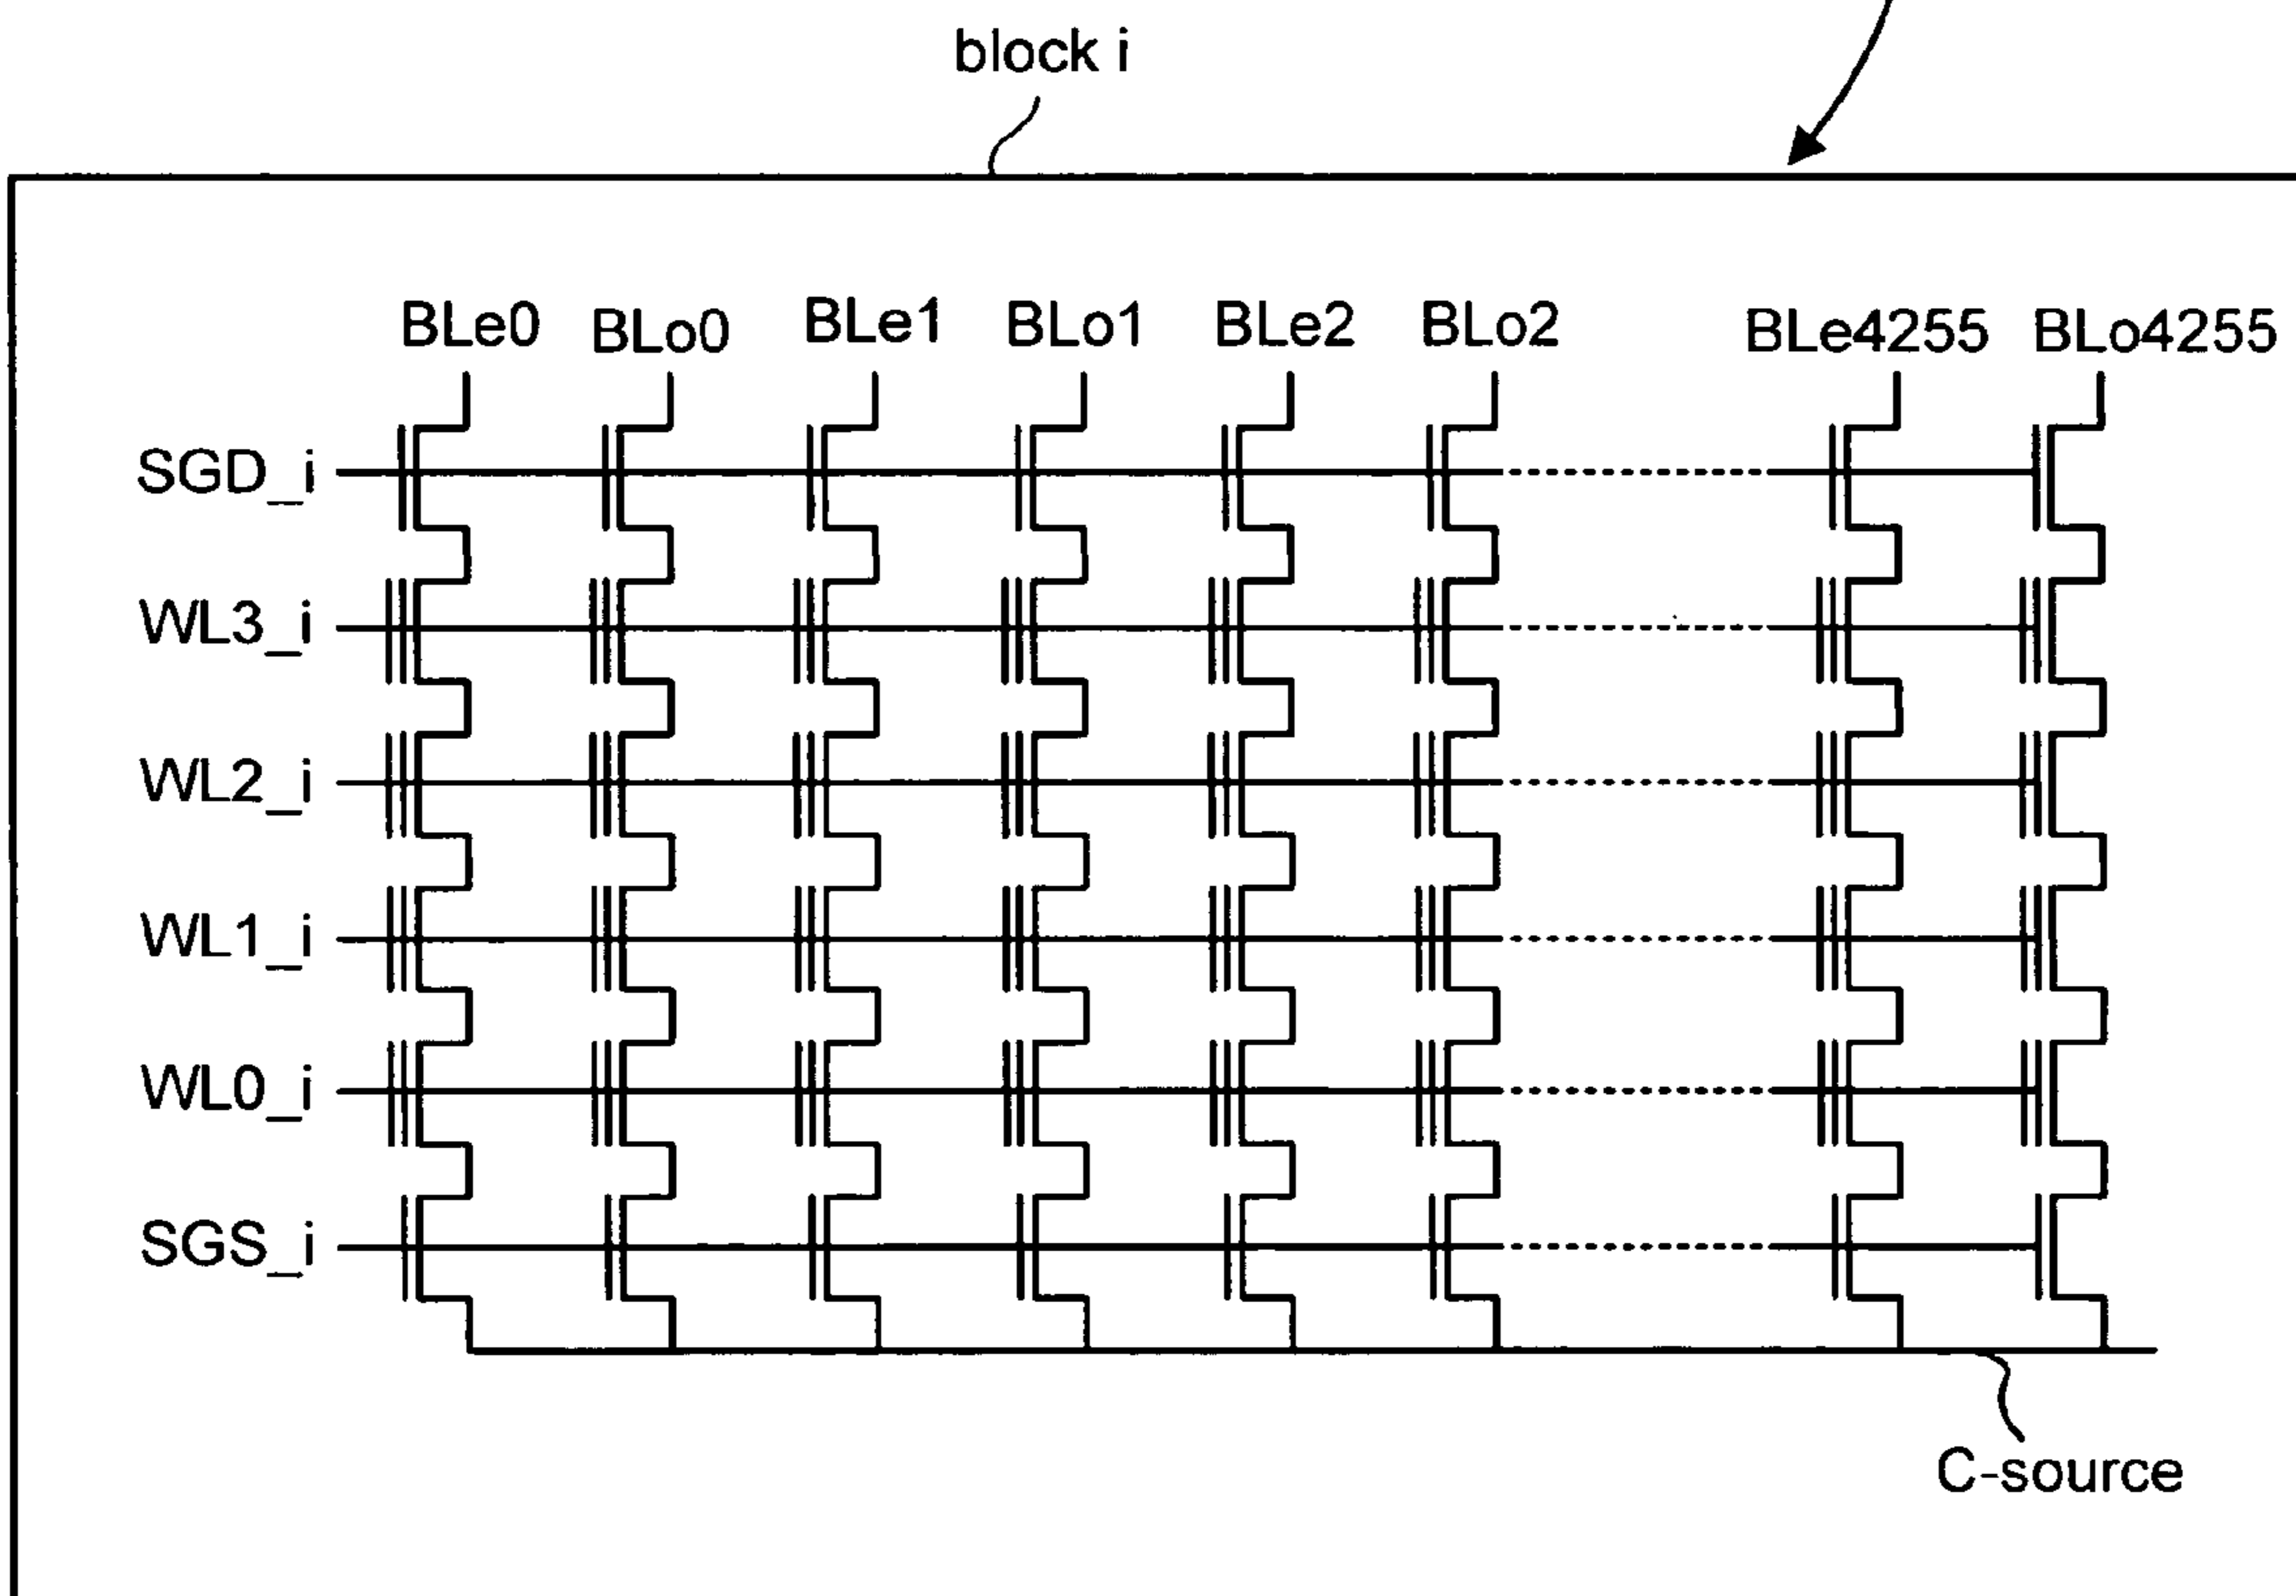 block i
BLe0 BLo0 BLe1 BLo1 BLe2 BLo2 BLe4255 BLo4255
SGD_i
WL3_i
WL2_i
WL1_i
WL0_i
SGS_i
C-source